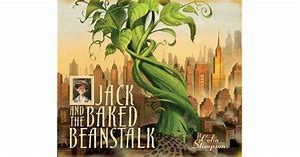 JACK
AND THE BAKED
BEANSTALK
Colin
Stimpson